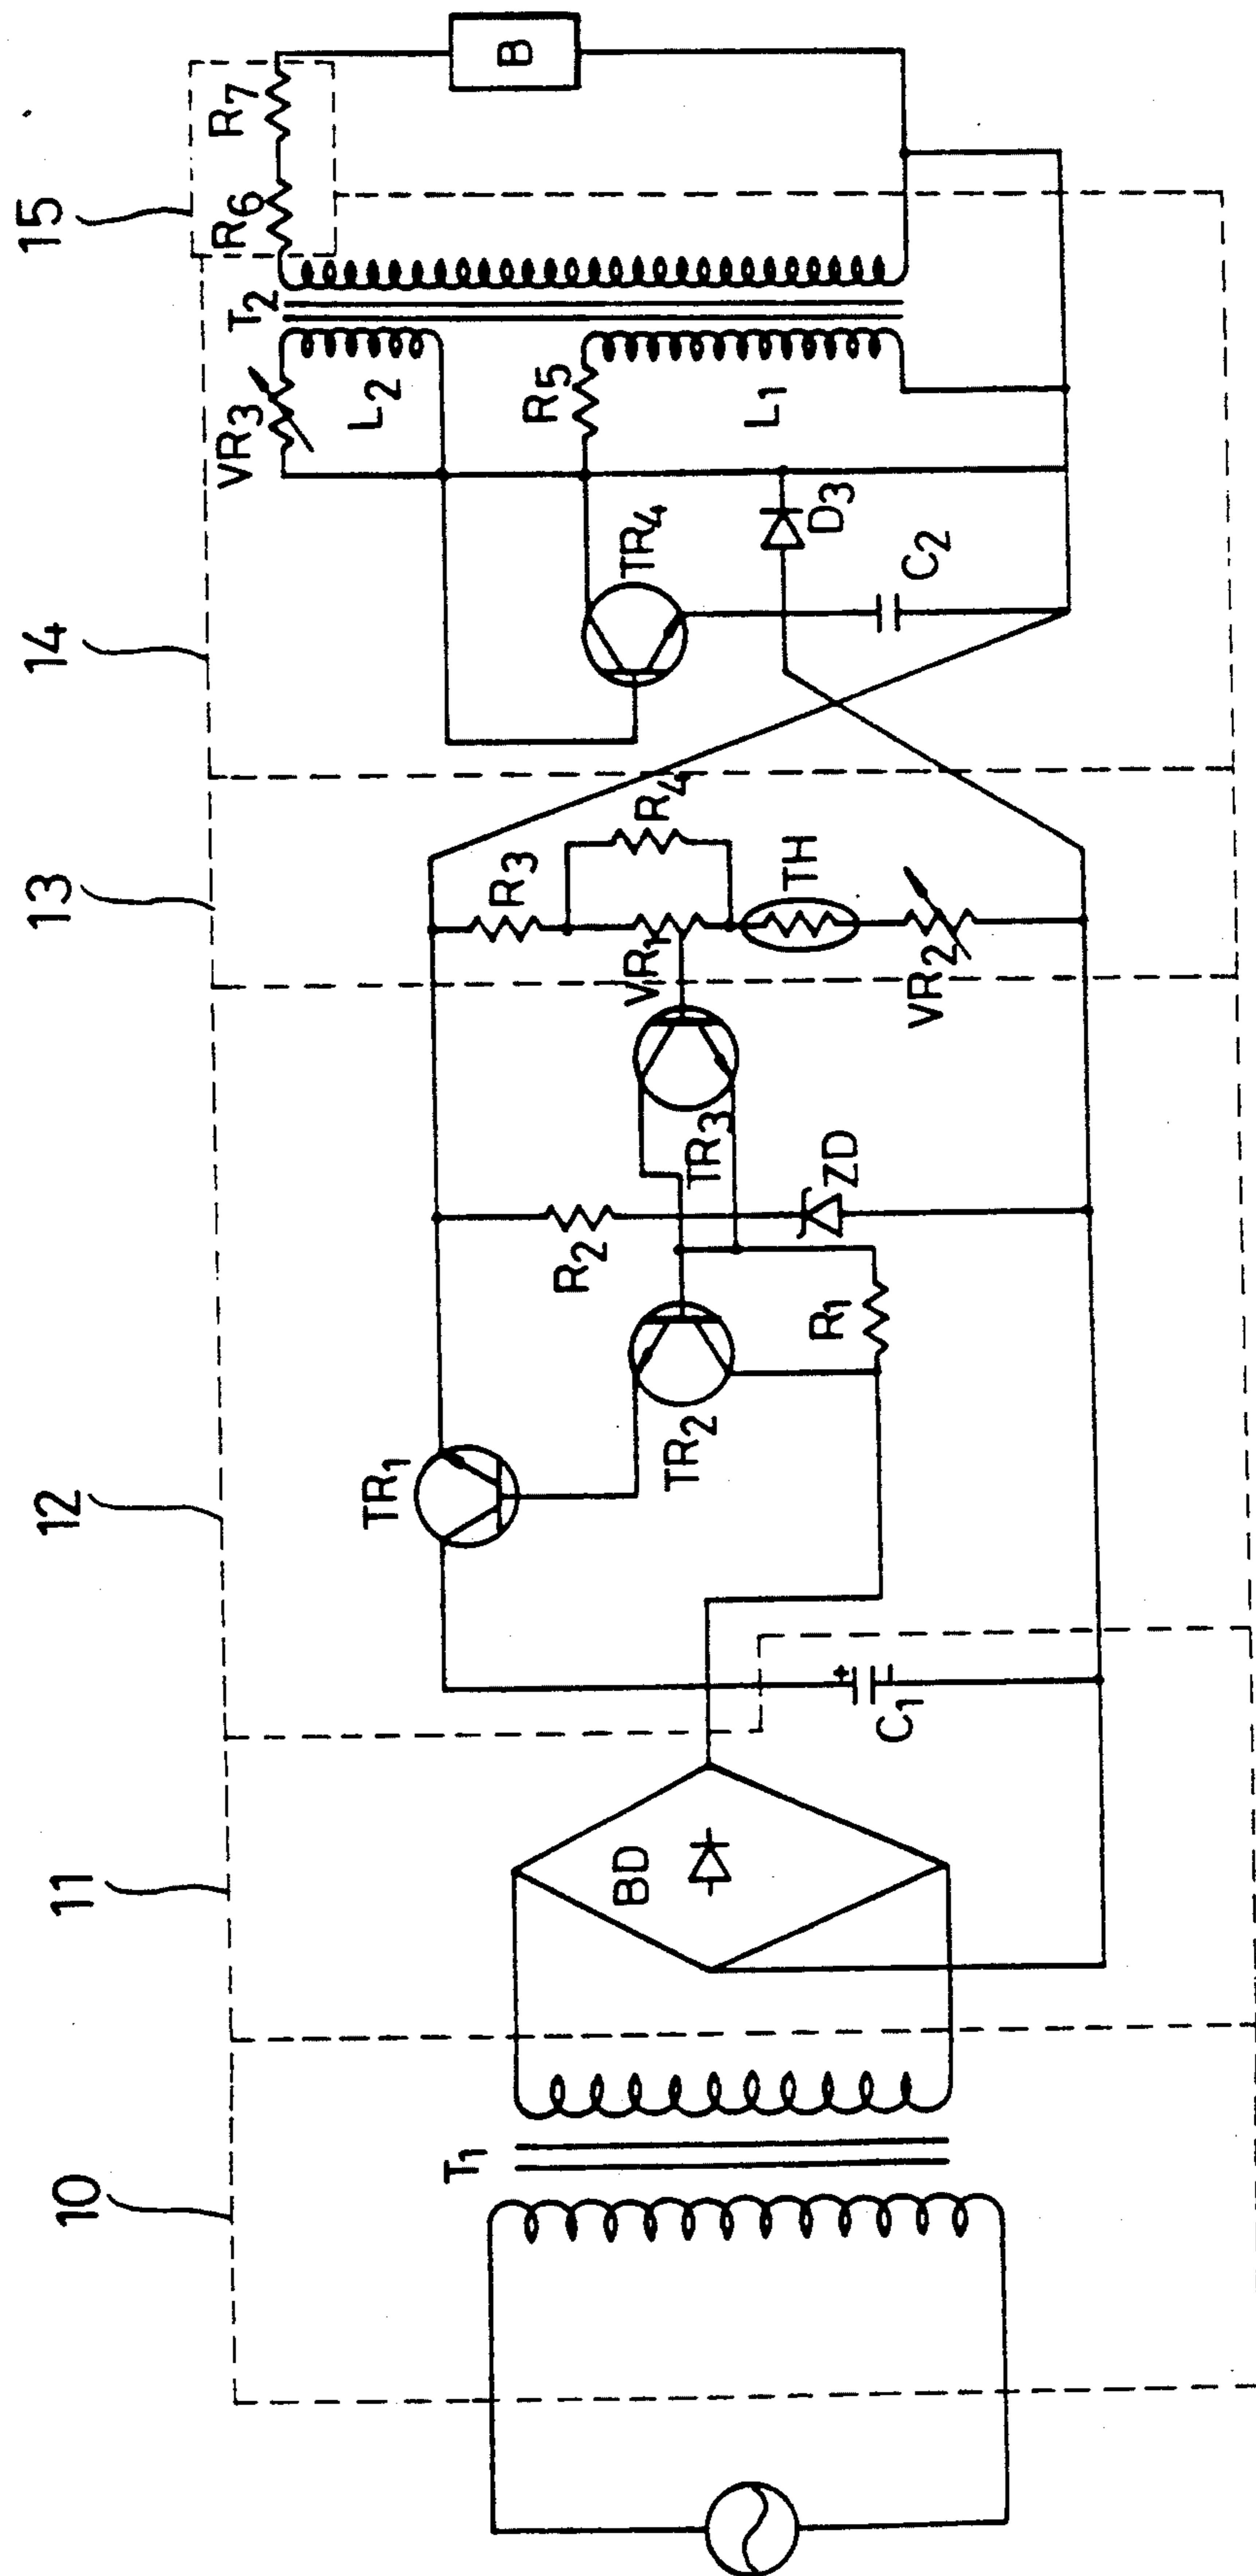 10
11
12
13
14
15
T1
BD
C1
+
TR1
TR2
R1
R2
ZD
TR3
VR1
R3
R4
TH
VR2
TR4
D3
C2
VR3
L2
R5
L1
T2
R6
R7
B